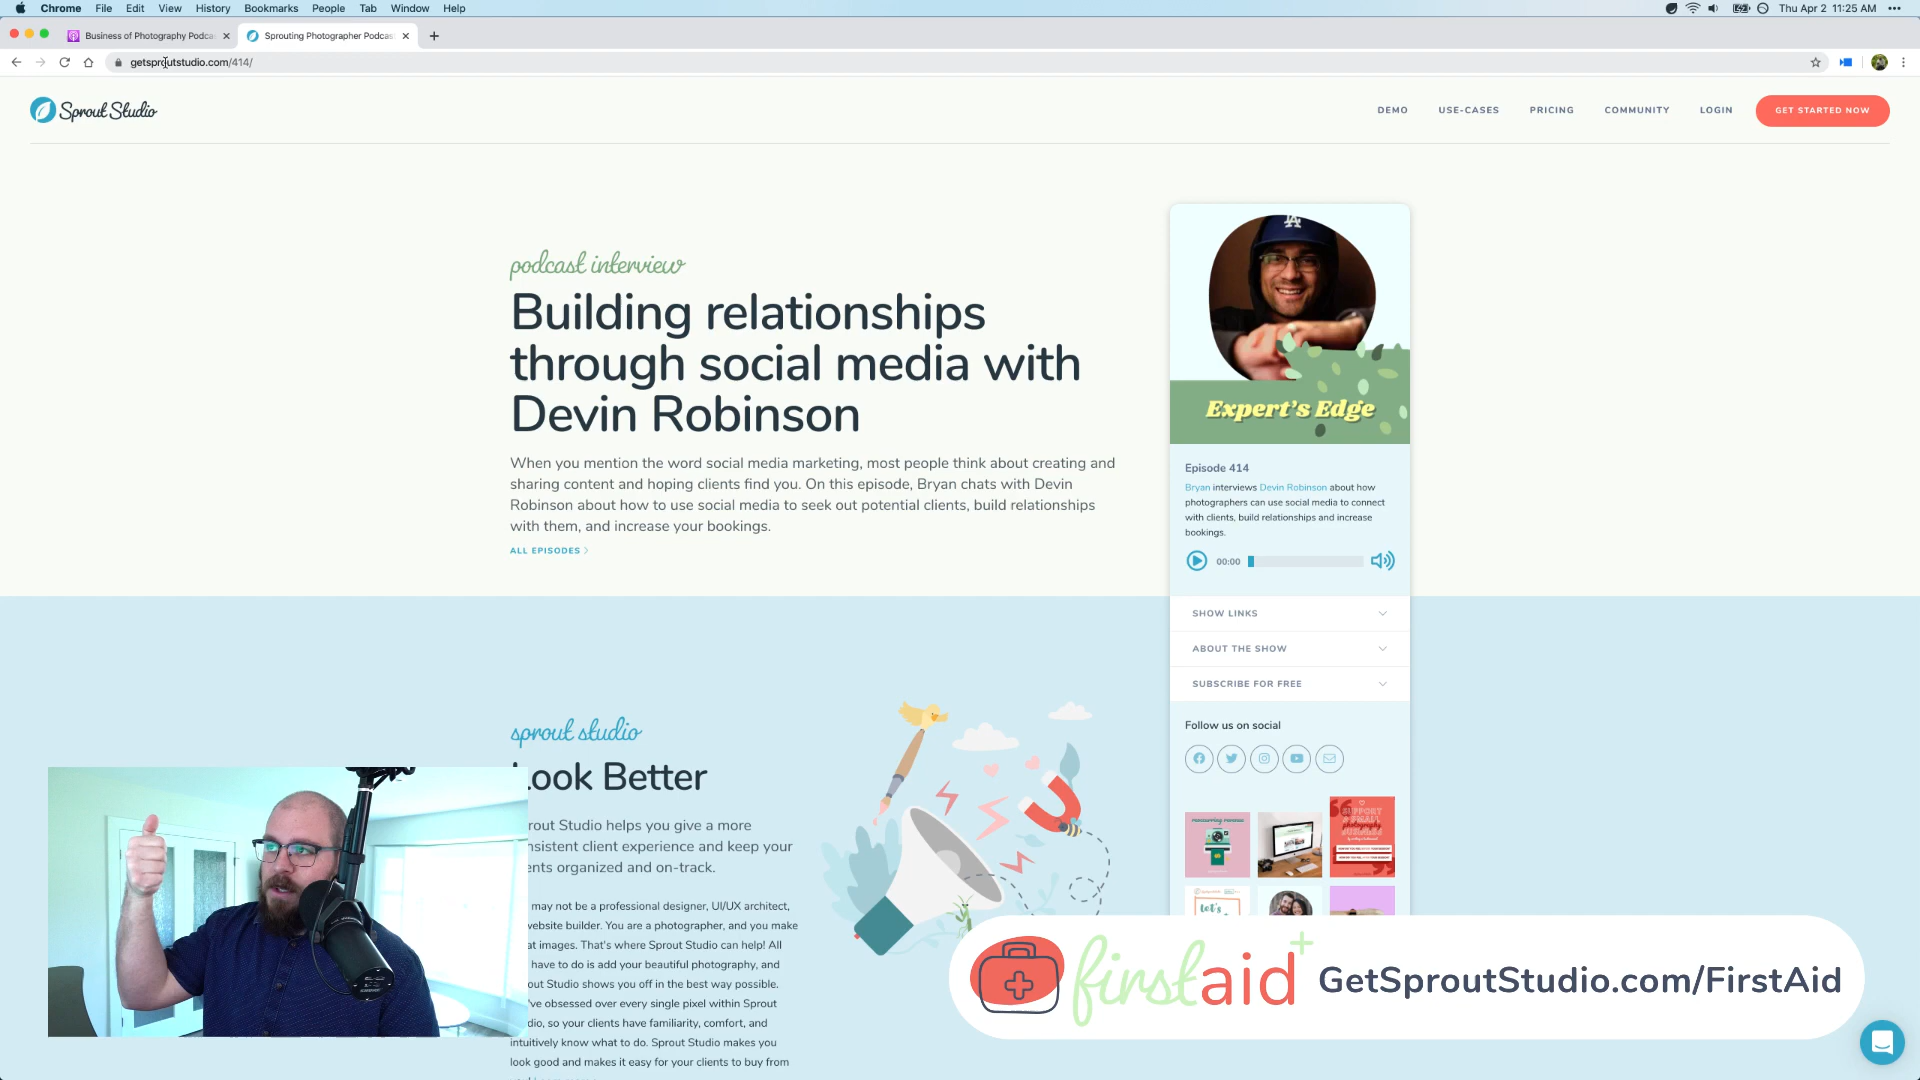 Chrome File Edit View History Bookmarks People Tab Window Help
Thu Apr 2 11:25 AM
Business of Photography Podca
Sprouting Photographer Podcas
getsproutstudio.com/414/
Sprout Studio
DEMO USE-CASES PRICING COMMUNITY LOGIN GET STARTED NOW
podcast interview
Building relationships
through social media with
Devin Robinson
When you mention the word social media marketing, most people think about creating and
sharing content and hoping clients find you. On this episode, Bryan chats with Devin
Robinson about how to use social media to seek out potential clients, build relationships
with them, and increase your bookings.
ALL EPISODES
LA
Expert's Edge
Episode 414
Bryan interviews Devin Robinson about how
photographers can use social media to connect
with clients, build relationships and increase
bookings.
00:00
SHOW LINKS
ABOUT THE SHOW
SUBSCRIBE FOR FREE
Follow us on social
SUPPORT
let's
sprout studio
Look Better
rout Studio helps you give a more
nsistent client experience and keep your
ents organized and on-track.
may not be a professional designer, UI/UX architect,
ebsite builder. You are a photographer, and you make
at images. That's where Sprout Studio can help! All
have to do is add your beautiful photography, and
out Studio shows you off in the best way possible.
've obsessed over every single pixel within Sprout
dio, so your clients have familiarity, comfort, and
intuitively know what to do. Sprout Studio makes you
look good and makes it easy for your clients to buy from
firstaid+
GetSproutStudio.com/FirstAid